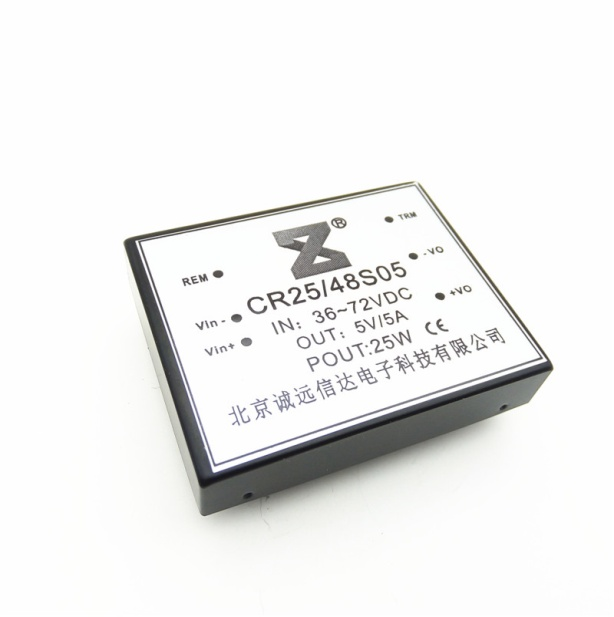 ®
TRM
REM
-VO
CR25/48S05
+VO
Vin-
IN: 36~72VDC
OUT: 5V/5A
Vin+
POUT:25W CE
北京诚远信达电子科技有限公司